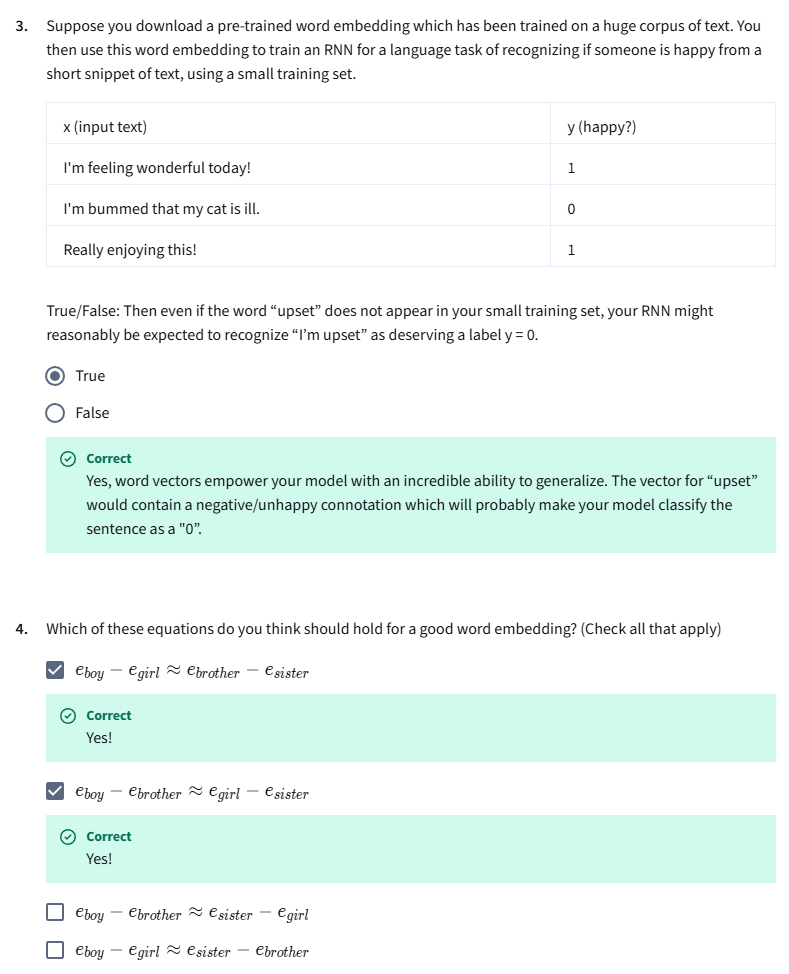 3. Suppose you download a pre-trained word embedding which has been trained on a huge corpus of text. You
then use this word embedding to train an RNN for a language task of recognizing if someone is happy from a
short snippet of text, using a small training set.
x (input text) y (happy?)
I'm feeling wonderful today! 1
I'm bummed that my cat is ill. 0
Really enjoying this! 1
True/False: Then even if the word “upset” does not appear in your small training set, your RNN might
reasonably be expected to recognize “I’m upset” as deserving a label y = 0.
True
False
Correct
Yes, word vectors empower your model with an incredible ability to generalize. The vector for “upset”
would contain a negative/unhappy connotation which will probably make your model classify the
sentence as a "0”.
4. Which of these equations do you think should hold for a good word embedding? (Check all that apply)
e_boy − e_girl ≈ e_brother − e_sister
Correct
Yes!
e_boy − e_brother ≈ e_girl − e_sister
Correct
Yes!
e_boy − e_brother ≈ e_sister − e_girl
e_boy − e_girl ≈ e_sister − e_brother